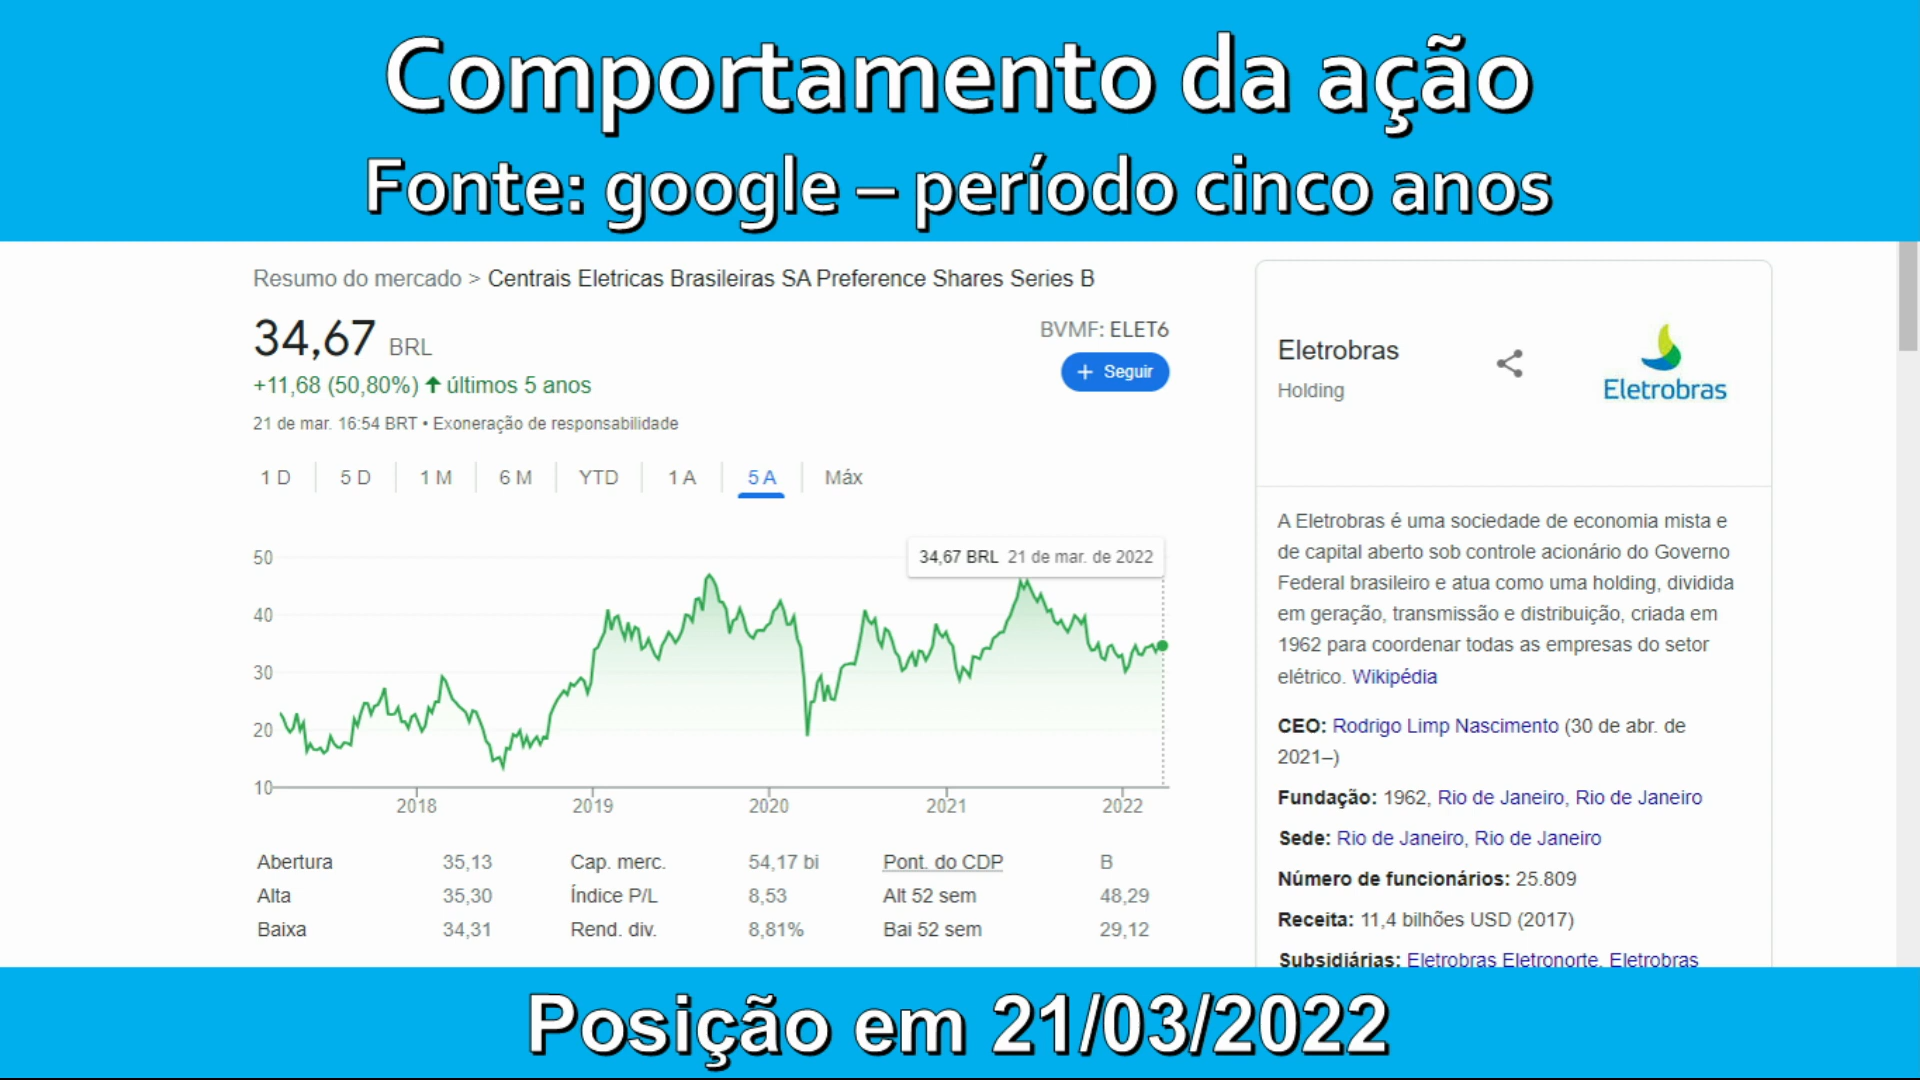 Comportamento da ação
Fonte: google – período cinco anos
Resumo do mercado > Centrais Eletricas Brasileiras SA Preference Shares Series B
34,67 BRL
BVMF: ELET6
+ Seguir
+11,68 (50,80%) ↑ últimos 5 anos
21 de mar. 16:54 BRT • Exoneração de responsabilidade
1 D 5 D 1 M 6 M YTD 1 A 5 A Máx
34,67 BRL 21 de mar. de 2022
50
40
30
20
10
2018 2019 2020 2021 2022
Abertura 35,13 Cap. merc. 54,17 bi Pont. do CDP B
Alta 35,30 Índice P/L 8,53 Alt 52 sem 48,29
Baixa 34,31 Rend. div. 8,81% Bai 52 sem 29,12
Eletrobras
Holding
Eletrobras
A Eletrobras é uma sociedade de economia mista e
de capital aberto sob controle acionário do Governo
Federal brasileiro e atua como uma holding, dividida
em geração, transmissão e distribuição, criada em
1962 para coordenar todas as empresas do setor
elétrico. Wikipédia
CEO: Rodrigo Limp Nascimento (30 de abr. de
2021–)
Fundação: 1962, Rio de Janeiro, Rio de Janeiro
Sede: Rio de Janeiro, Rio de Janeiro
Número de funcionários: 25.809
Receita: 11,4 bilhões USD (2017)
Subsidiárias: Eletrobras Eletronorte, Eletrobras
Posição em 21/03/2022